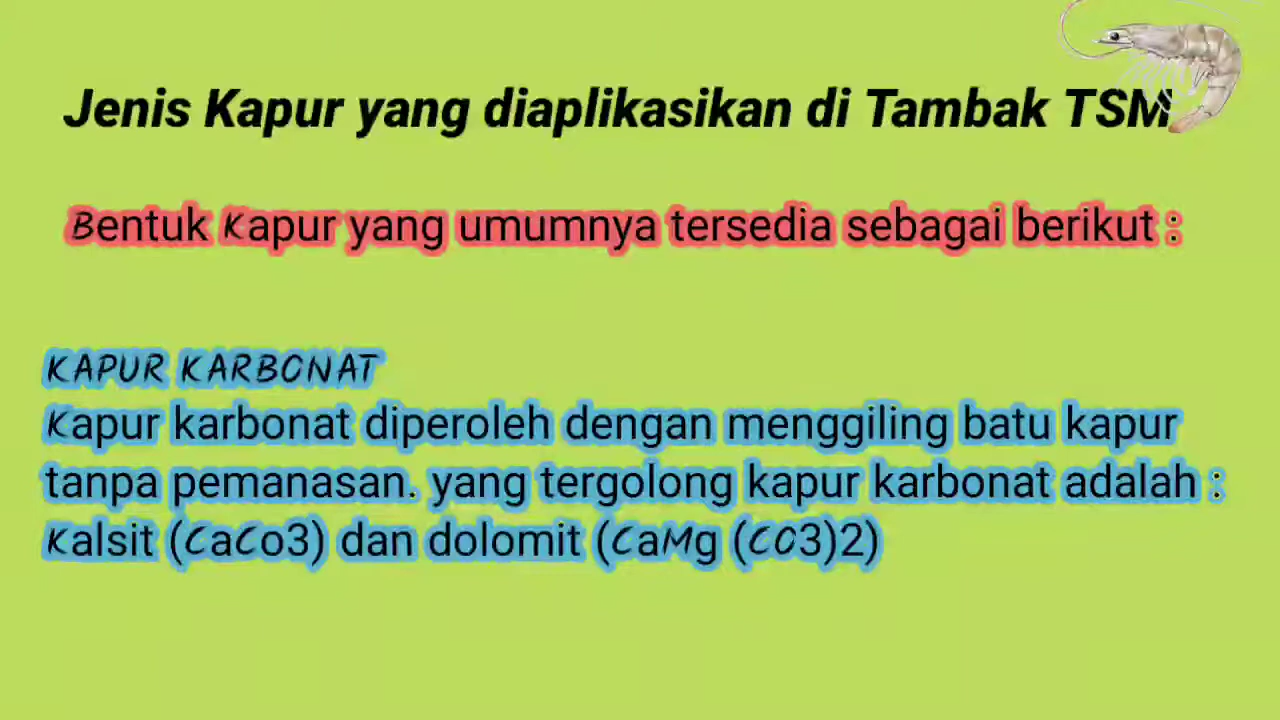 Jenis Kapur yang diaplikasikan di Tambak TSM
Bentuk Kapur yang umumnya tersedia sebagai berikut :
KAPUR KARBONAT
Kapur karbonat diperoleh dengan menggiling batu kapur
tanpa pemanasan. yang tergolong kapur karbonat adalah :
Kalsit (CaCo3) dan dolomit (CaMg (CO3)2)